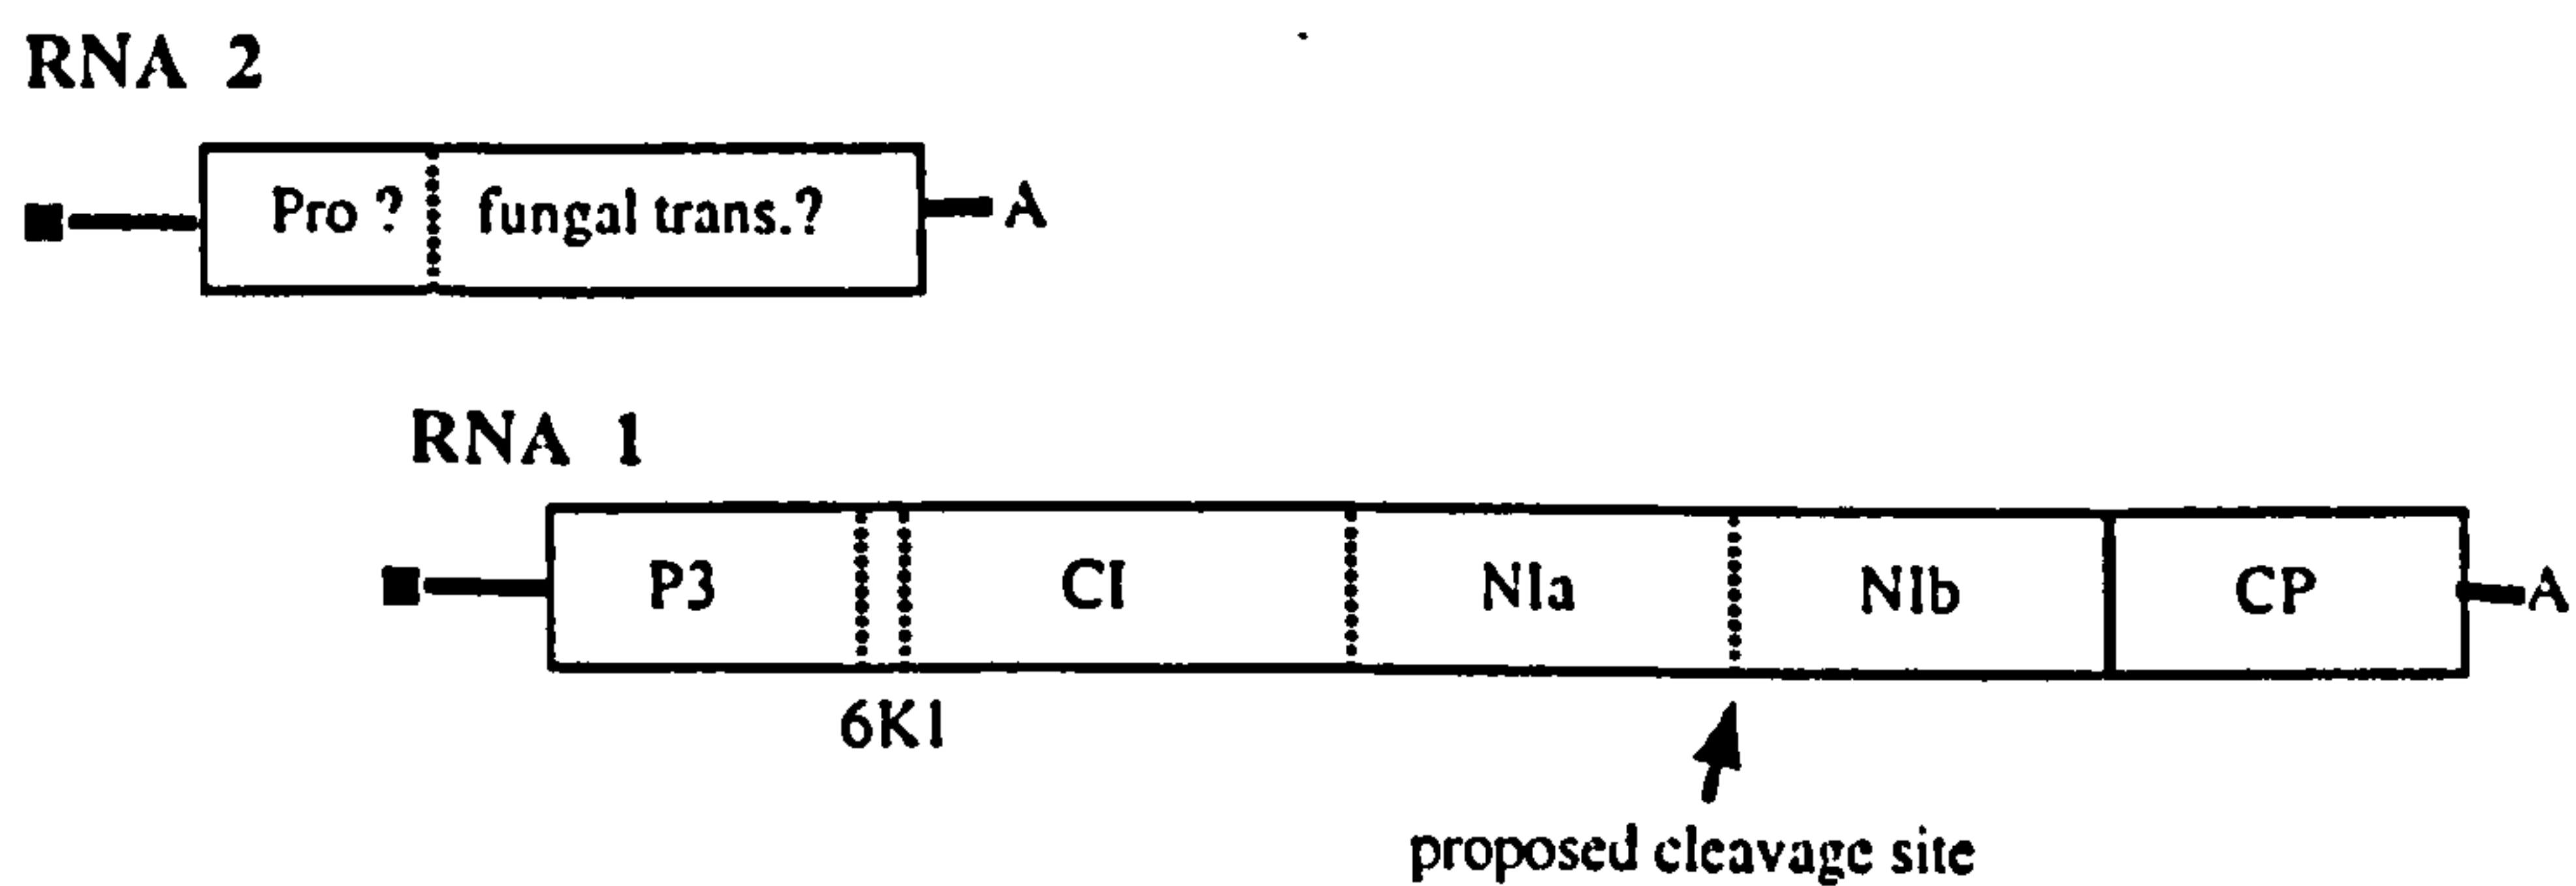 RNA 2
Pro ? fungal trans.? A
RNA 1
P3 CI NIa NIb CP A
6K1
proposed cleavage site